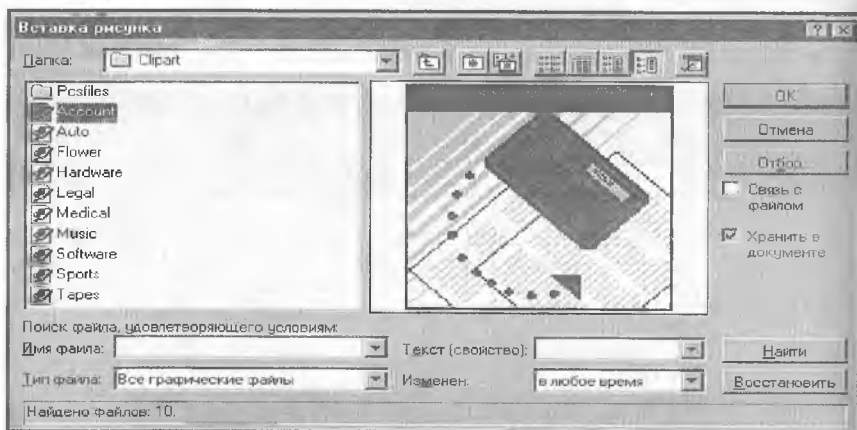 Вставка рисунка
Папка: Clipart
Pcsfiles
Account
Auto
Flower
Hardware
Legal
Medical
Music
Software
Sports
Tapes
OK
Отмена
Отбор...
Связь с
файлом
Хранить в
документе
Поиск файла, удовлетворяющего условиям:
Имя файла: Текст (свойство): Найти
Тип файла: Все графические файлы Изменен: в любое время Восстановить
Найдено файлов: 10.